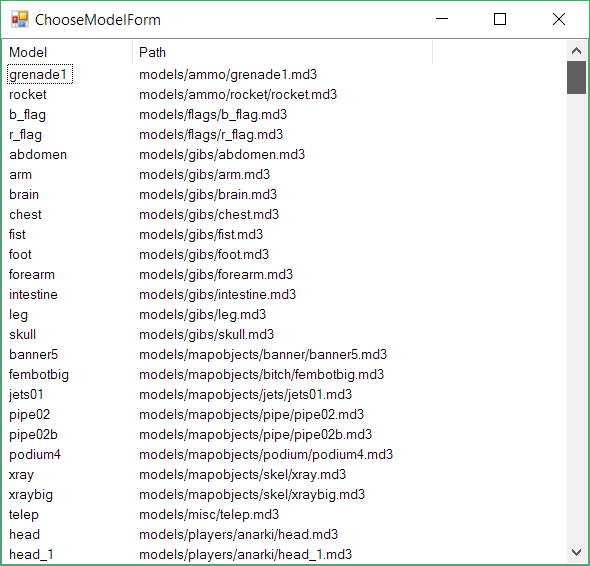 ChooseModelForm
Model Path
grenade1 models/ammo/grenade1.md3
rocket models/ammo/rocket/rocket.md3
b_flag models/flags/b_flag.md3
r_flag models/flags/r_flag.md3
abdomen models/gibs/abdomen.md3
arm models/gibs/arm.md3
brain models/gibs/brain.md3
chest models/gibs/chest.md3
fist models/gibs/fist.md3
foot models/gibs/foot.md3
forearm models/gibs/forearm.md3
intestine models/gibs/intestine.md3
leg models/gibs/leg.md3
skull models/gibs/skull.md3
banner5 models/mapobjects/banner/banner5.md3
fembotbig models/mapobjects/bitch/fembotbig.md3
jets01 models/mapobjects/jets/jets01.md3
pipe02 models/mapobjects/pipe/pipe02.md3
pipe02b models/mapobjects/pipe/pipe02b.md3
podium4 models/mapobjects/podium/podium4.md3
xray models/mapobjects/skel/xray.md3
xraybig models/mapobjects/skel/xraybig.md3
telep models/misc/telep.md3
head models/players/anarki/head.md3
head_1 models/players/anarki/head_1.md3